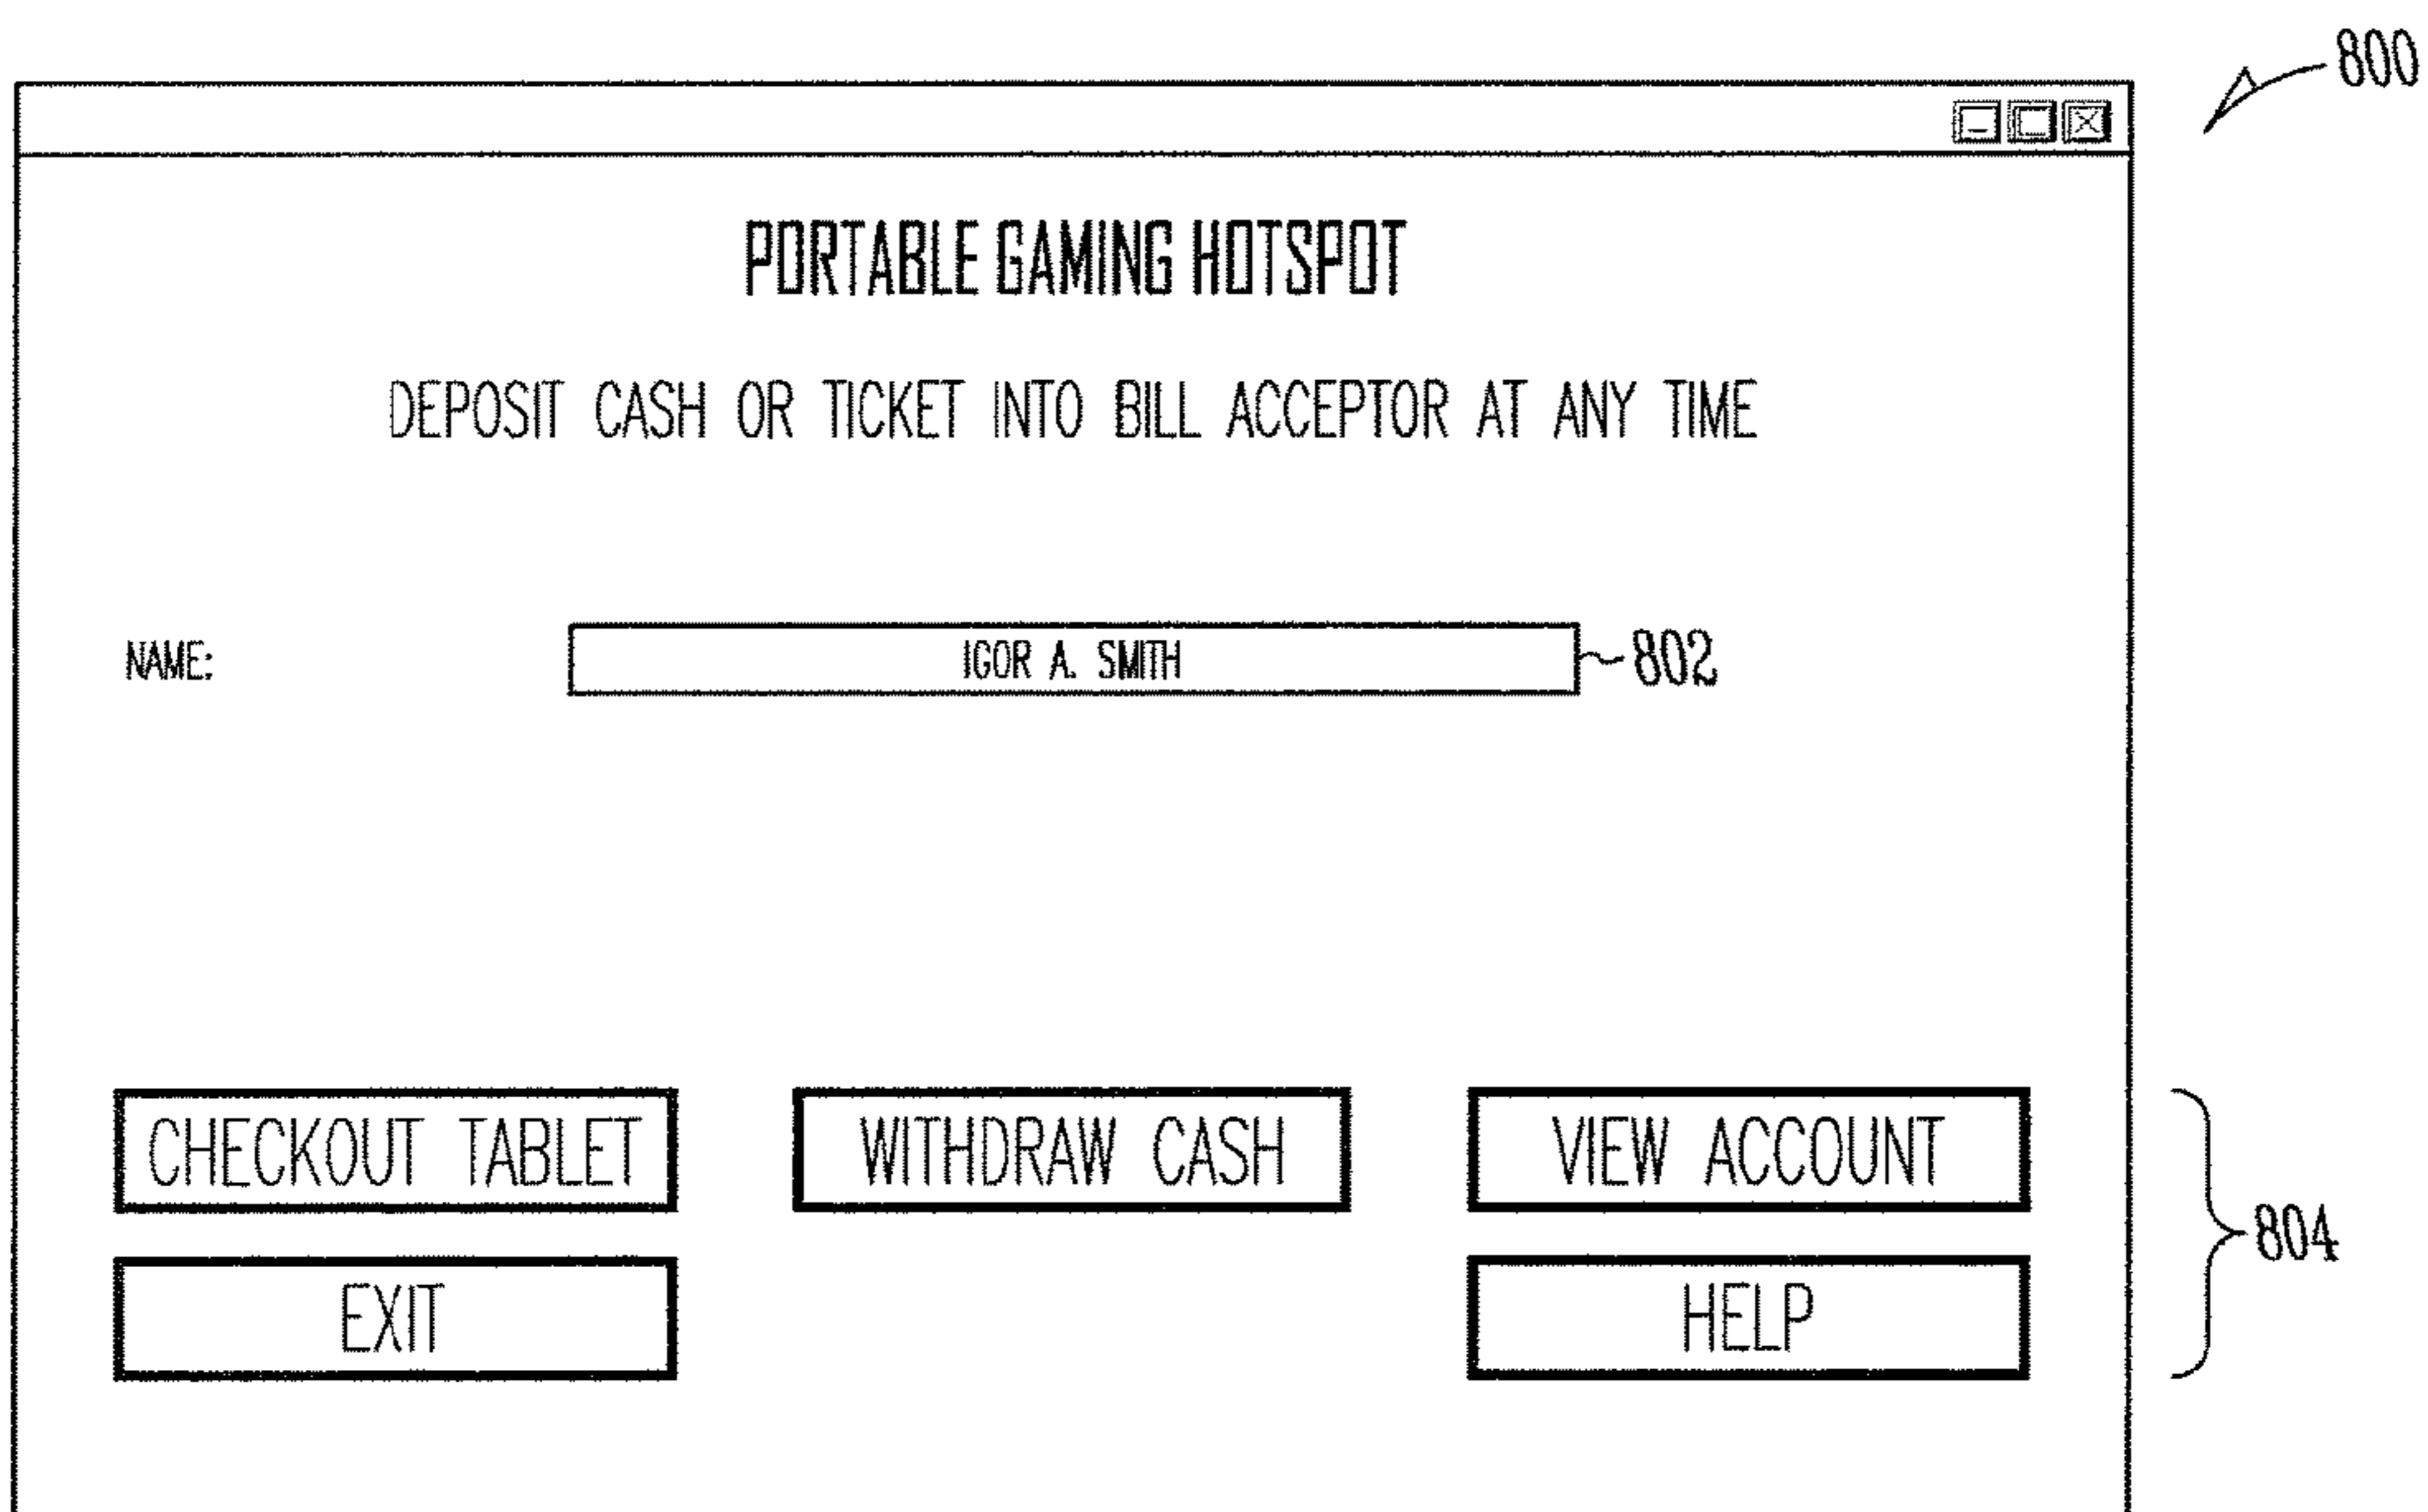 800
PORTABLE GAMING HOTSPOT
DEPOSIT CASH OR TICKET INTO BILL ACCEPTOR AT ANY TIME
NAME: IGOR A. SMITH 802
CHECKOUT TABLET WITHDRAW CASH VIEW ACCOUNT
804
EXIT HELP